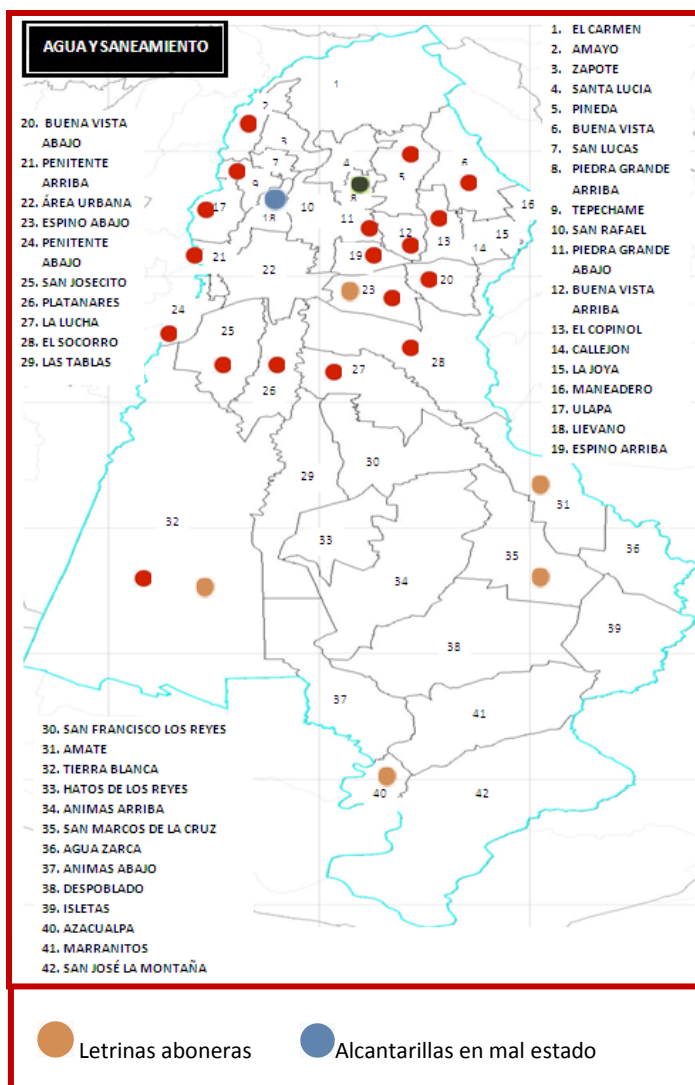 AGUA Y SANEAMIENTO
1. EL CARMEN
2. AMAYO
3. ZAPOTE
4. SANTA LUCIA
5. PINEDA
6. BUENA VISTA
7. SAN LUCAS
8. PIEDRA GRANDE
ARRIBA
9. TEPECHAME
10. SAN RAFAEL
11. PIEDRA GRANDE
ABAJO
12. BUENA VISTA
ARRIBA
13. EL COPINOL
14. CALLEJON
15. LA JOYA
16. MANEADERO
17. ULAPA
18. LIEVANO
19. ESPINO ARRIBA
20. BUENA VISTA
ABAJO
21. PENITENTE
ARRIBA
22. ÁREA URBANA
23. ESPINO ABAJO
24. PENITENTE
ABAJO
25. SAN JOSECITO
26. PLATANARES
27. LA LUCHA
28. EL SOCORRO
29. LAS TABLAS
1
2
3
7
4
5
6
9
8
16
17
18
10
11
12
13
14
15
21
22
19
20
23
24
25
26
27
28
29
30
31
32
33
34
35
36
38
39
37
41
40
42
30. SAN FRANCISCO LOS REYES
31. AMATE
32. TIERRA BLANCA
33. HATOS DE LOS REYES
34. ANIMAS ARRIBA
35. SAN MARCOS DE LA CRUZ
36. AGUA ZARCA
37. ANIMAS ABAJO
38. DESPOBLADO
39. ISLETAS
40. AZACUALPA
41. MARRANITOS
42. SAN JOSÉ LA MONTAÑA
Letrinas aboneras
Alcantarillas en mal estado